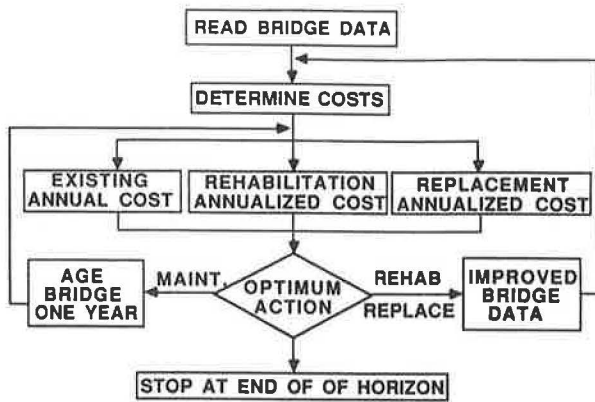 READ BRIDGE DATA
DETERMINE COSTS
EXISTING
ANNUAL COST
REHABILITATION
ANNUALIZED COST
REPLACEMENT
ANNUALIZED COST
AGE
BRIDGE
ONE YEAR
MAINT.
OPTIMUM
ACTION
REHAB
REPLACE
IMPROVED
BRIDGE
DATA
STOP AT END OF OF HORIZON